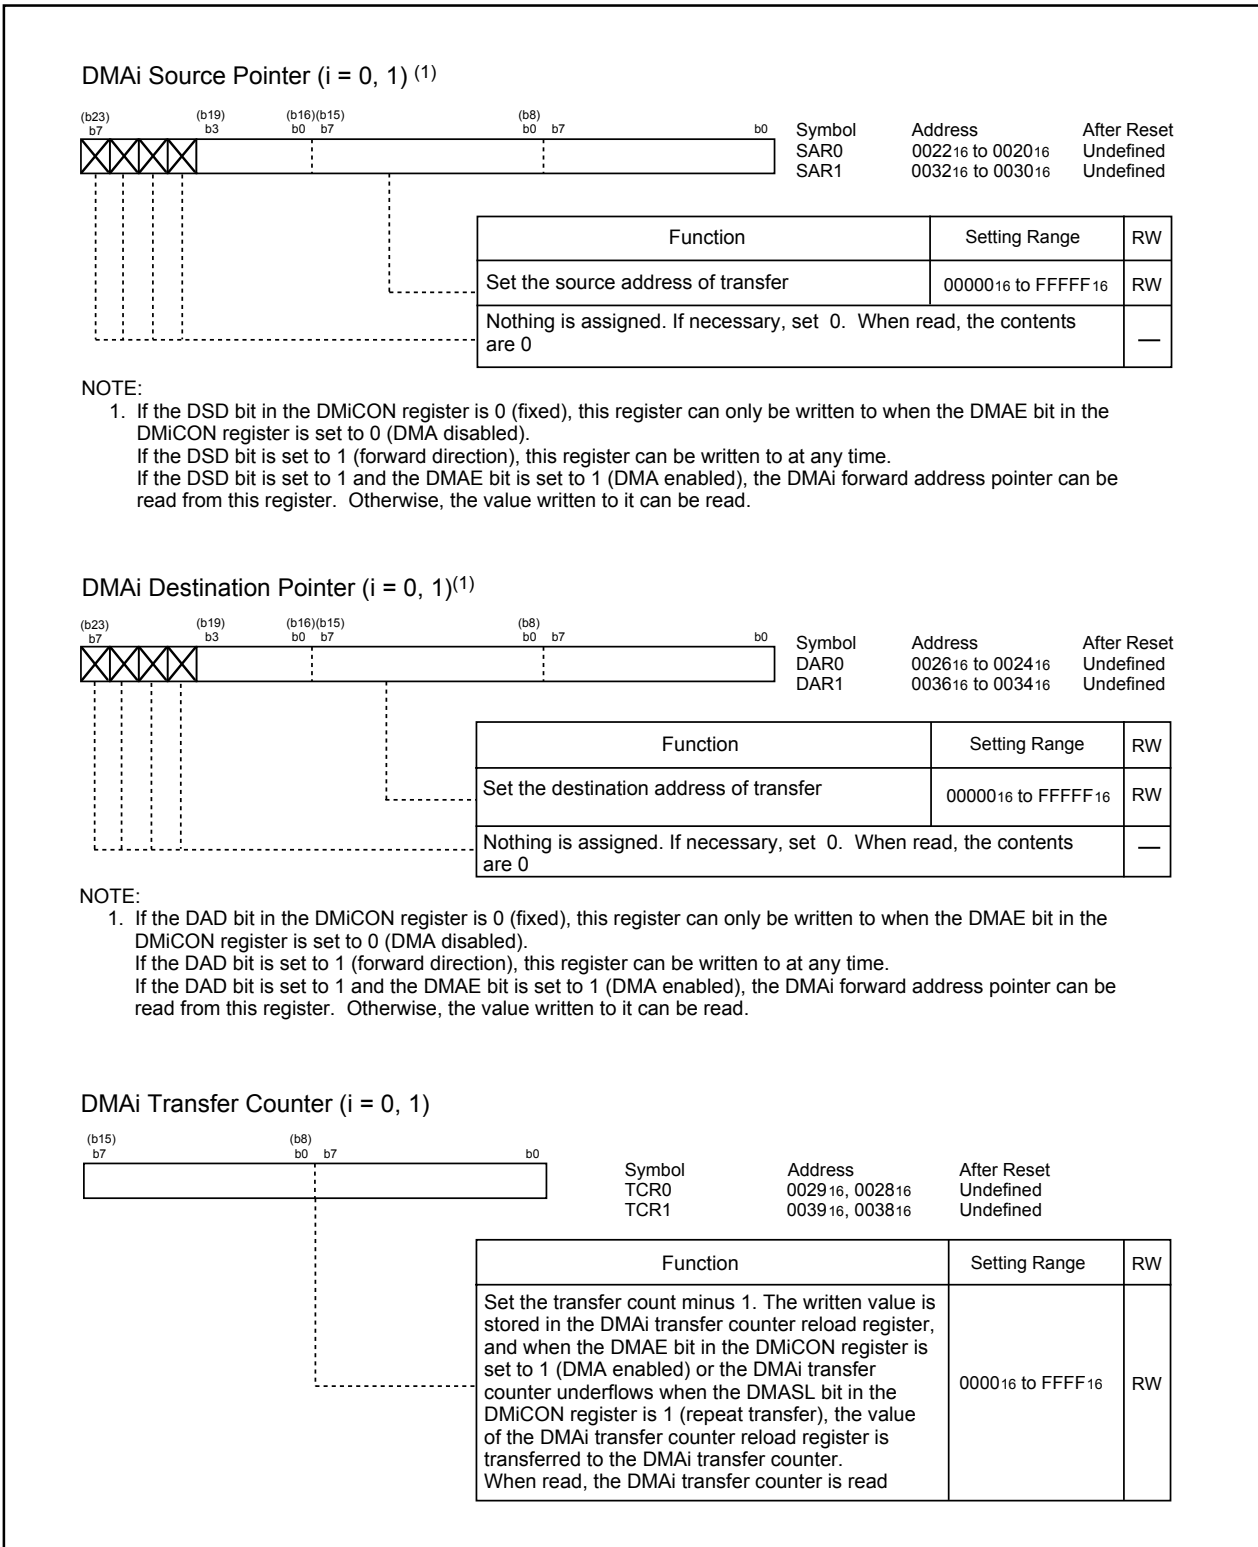 DMAi Source Pointer (i = 0, 1) (1)
(b23) (b19) (b16)(b15) (b8)
b7 b3 b0 b7 b0 b7 b0
Symbol Address After Reset
SAR0 002216 to 002016 Undefined
SAR1 003216 to 003016 Undefined
Function Setting Range RW
Set the source address of transfer 0000016 to FFFFF16 RW
Nothing is assigned. If necessary, set 0. When read, the contents
are 0 —
NOTE:
1. If the DSD bit in the DMiCON register is 0 (fixed), this register can only be written to when the DMAE bit in the
DMiCON register is set to 0 (DMA disabled).
If the DSD bit is set to 1 (forward direction), this register can be written to at any time.
If the DSD bit is set to 1 and the DMAE bit is set to 1 (DMA enabled), the DMAi forward address pointer can be
read from this register. Otherwise, the value written to it can be read.
DMAi Destination Pointer (i = 0, 1)(1)
(b23) (b19) (b16)(b15) (b8)
b7 b3 b0 b7 b0 b7 b0
Symbol Address After Reset
DAR0 002616 to 002416 Undefined
DAR1 003616 to 003416 Undefined
Function Setting Range RW
Set the destination address of transfer 0000016 to FFFFF16 RW
Nothing is assigned. If necessary, set 0. When read, the contents
are 0 —
NOTE:
1. If the DAD bit in the DMiCON register is 0 (fixed), this register can only be written to when the DMAE bit in the
DMiCON register is set to 0 (DMA disabled).
If the DAD bit is set to 1 (forward direction), this register can be written to at any time.
If the DAD bit is set to 1 and the DMAE bit is set to 1 (DMA enabled), the DMAi forward address pointer can be
read from this register. Otherwise, the value written to it can be read.
DMAi Transfer Counter (i = 0, 1)
(b15) (b8)
b7 b0 b7 b0
Symbol Address After Reset
TCR0 002916, 002816 Undefined
TCR1 003916, 003816 Undefined
Function Setting Range RW
Set the transfer count minus 1. The written value is
stored in the DMAi transfer counter reload register,
and when the DMAE bit in the DMiCON register is
set to 1 (DMA enabled) or the DMAi transfer
counter underflows when the DMASL bit in the 000016 to FFFF16 RW
DMiCON register is 1 (repeat transfer), the value
of the DMAi transfer counter reload register is
transferred to the DMAi transfer counter.
When read, the DMAi transfer counter is read